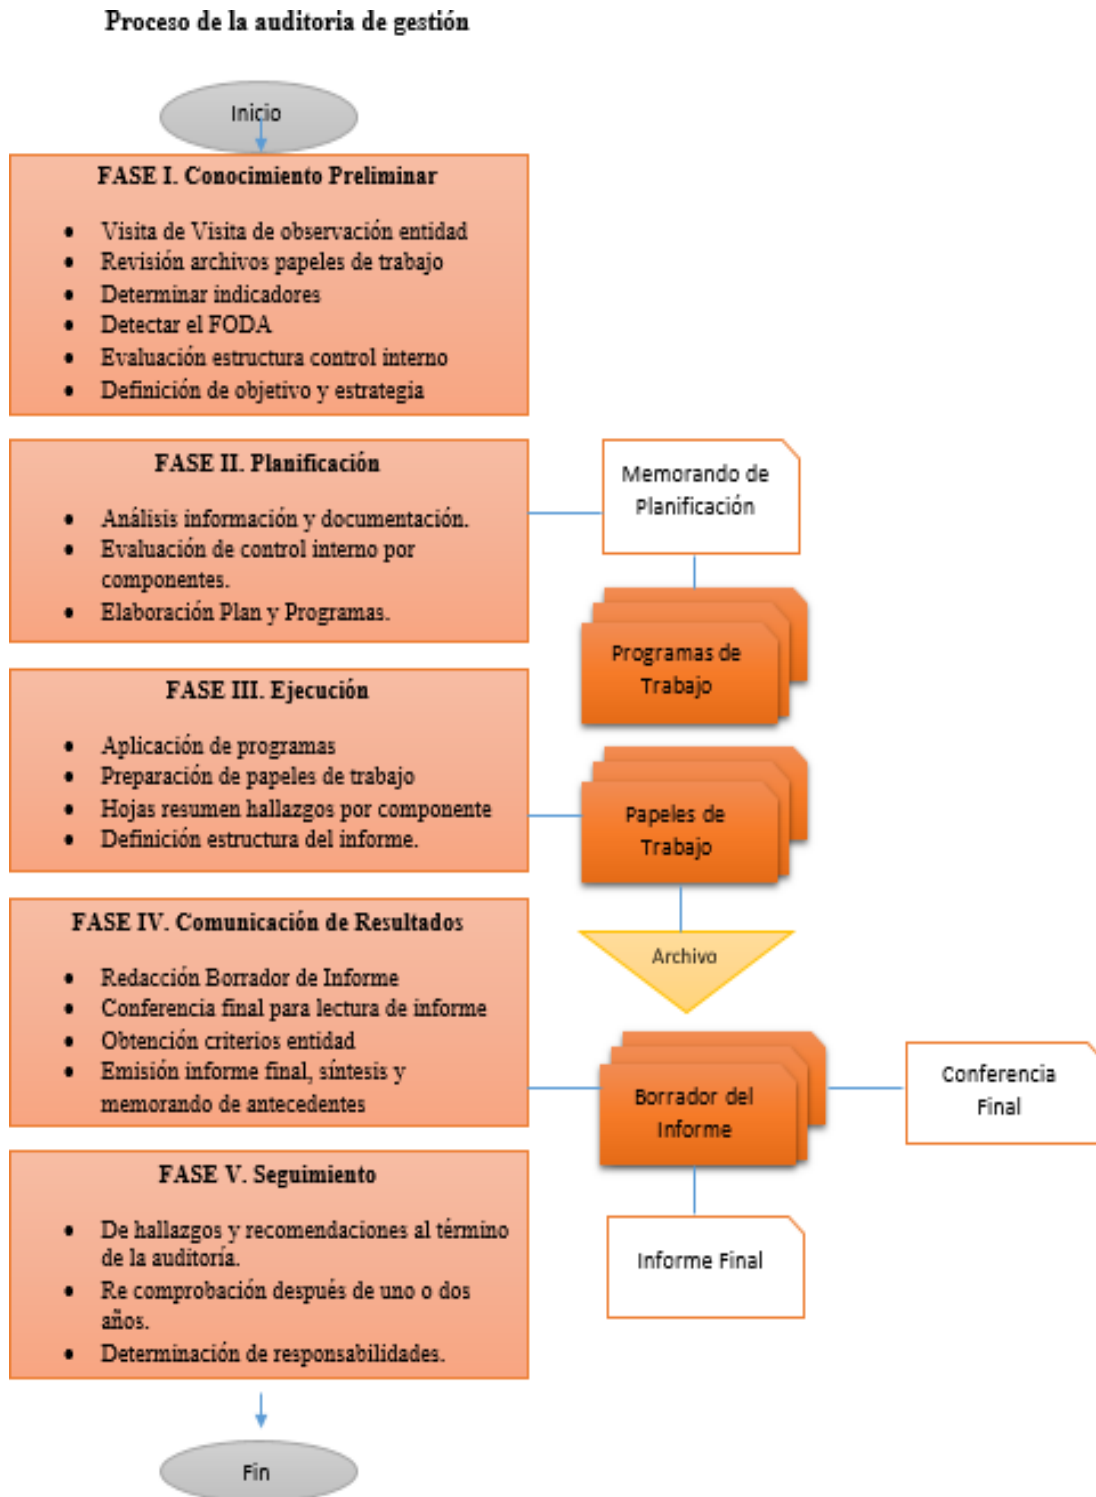 Proceso de la auditoria de gestión
Inicio
FASE I. Conocimiento Preliminar
• Visita de Visita de observación entidad
• Revisión archivos papeles de trabajo
• Determinar indicadores
• Detectar el FODA
• Evaluación estructura control interno
• Definición de objetivo y estrategia
FASE II. Planificación
• Análisis información y documentación.
• Evaluación de control interno por
componentes.
• Elaboración Plan y Programas.
Memorando de
Planificación
Programas de
Trabajo
FASE III. Ejecución
• Aplicación de programas
• Preparación de papeles de trabajo
• Hojas resumen hallazgos por componente
• Definición estructura del informe.
Papeles de
Trabajo
Archivo
FASE IV. Comunicación de Resultados
• Redacción Borrador de Informe
• Conferencia final para lectura de informe
• Obtención criterios entidad
• Emisión informe final, síntesis y
memorando de antecedentes
Borrador del
Informe
Conferencia
Final
Informe Final
FASE V. Seguimiento
• De hallazgos y recomendaciones al término
de la auditoría.
• Re comprobación después de uno o dos
años.
• Determinación de responsabilidades.
Fin